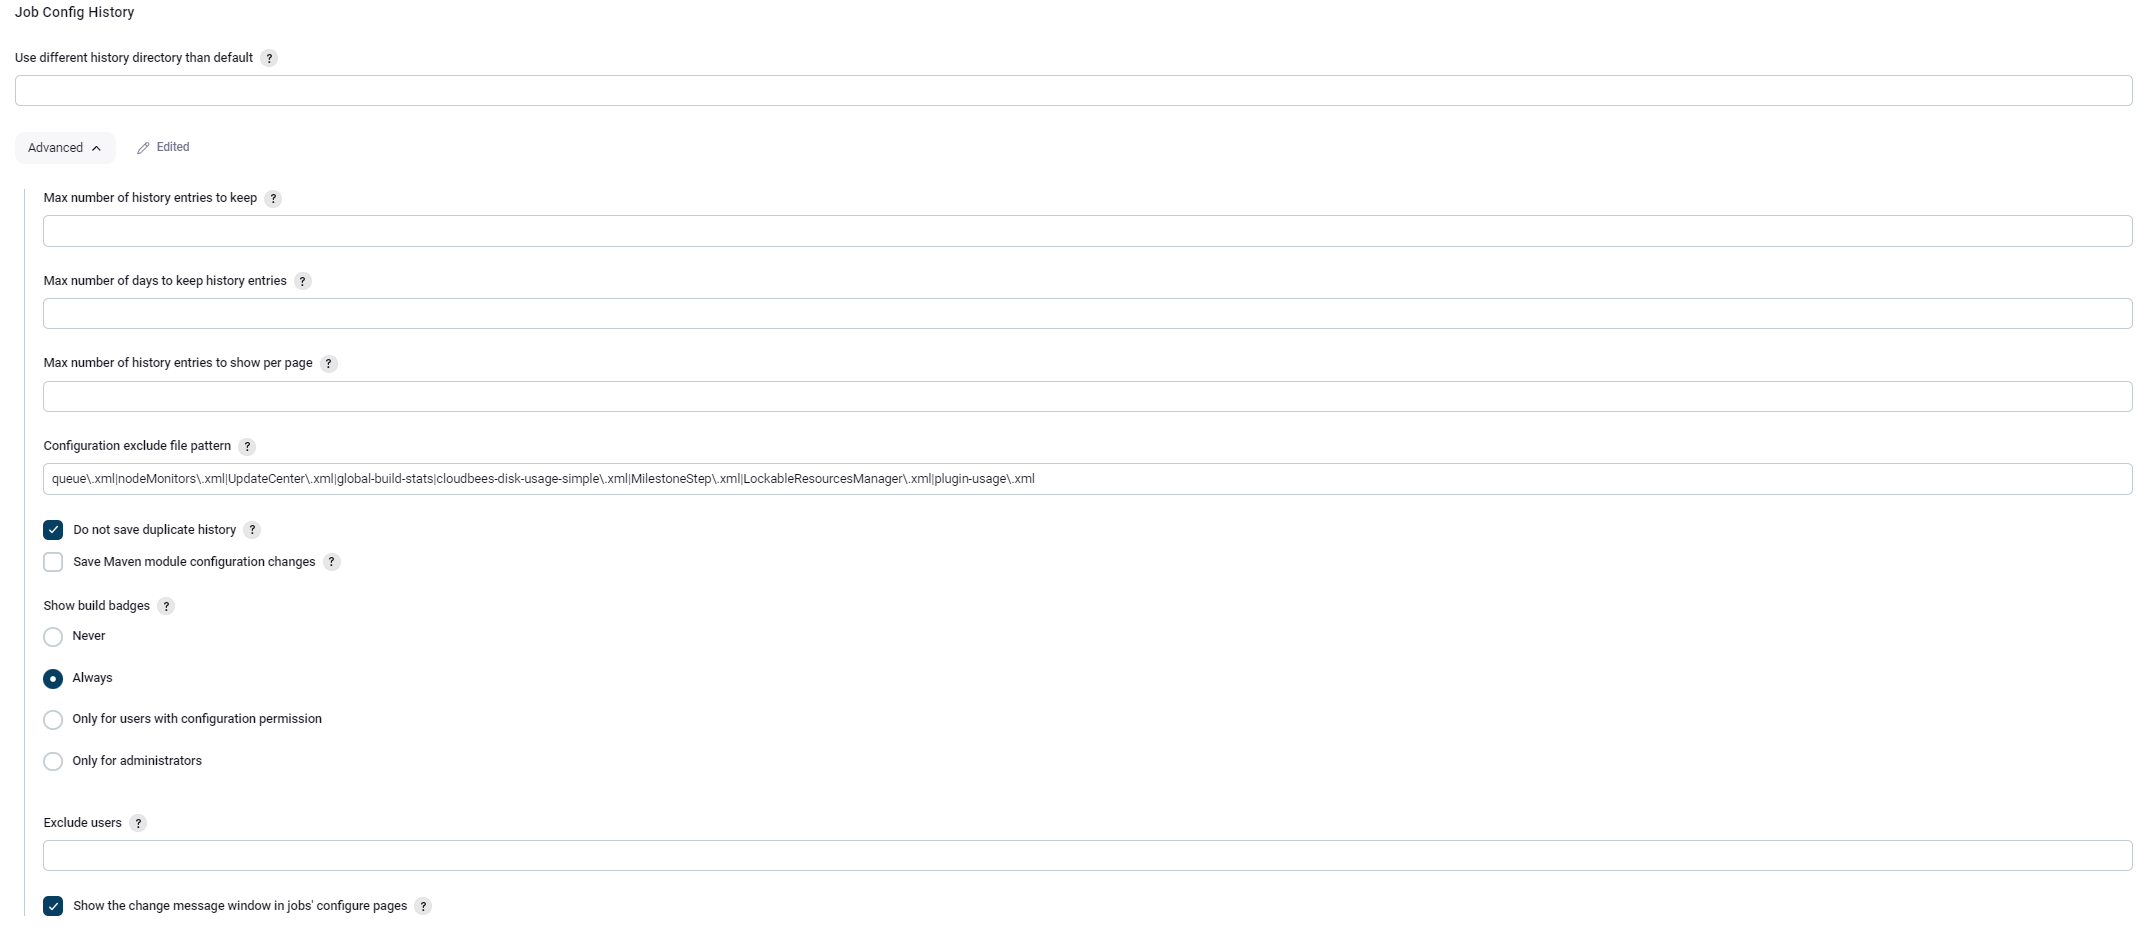 Job Config History
Use different history directory than default ?
Advanced
Edited
Max number of history entries to keep ?
Max number of days to keep history entries ?
Max number of history entries to show per page ?
Configuration exclude file pattern ?
queue\.xml|nodeMonitors\.xml|UpdateCenter\.xml|global-build-stats|cloudbees-disk-usage-simple\.xml|MilestoneStep\.xml|LockableResourcesManager\.xml|plugin-usage\.xml
Do not save duplicate history ?
Save Maven module configuration changes ?
Show build badges ?
Never
Always
Only for users with configuration permission
Only for administrators
Exclude users ?
Show the change message window in jobs' configure pages ?